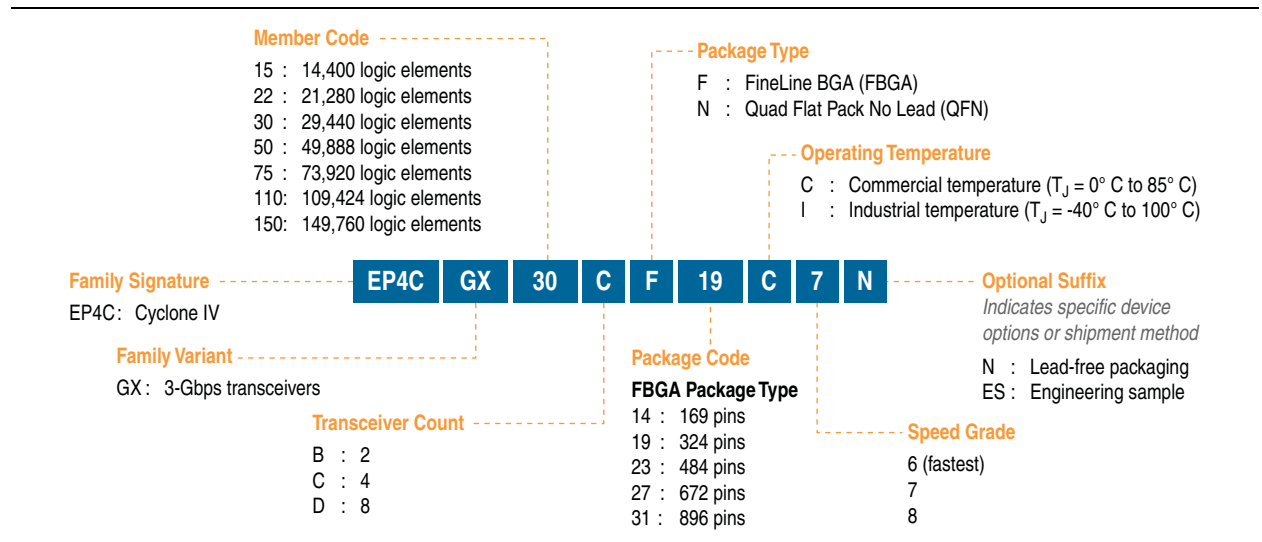 Member Code
15 : 14,400 logic elements
22 : 21,280 logic elements
30 : 29,440 logic elements
50 : 49,888 logic elements
75 : 73,920 logic elements
110: 109,424 logic elements
150: 149,760 logic elements
Package Type
F : FineLine BGA (FBGA)
N : Quad Flat Pack No Lead (QFN)
Operating Temperature
C : Commercial temperature (TJ = 0° C to 85° C)
I : Industrial temperature (TJ = -40° C to 100° C)
Family Signature
EP4C : Cyclone IV
EP4C GX 30 C F 19 C 7 N
Optional Suffix
Indicates specific device
options or shipment method
N : Lead-free packaging
ES : Engineering sample
Family Variant
GX : 3-Gbps transceivers
Transceiver Count
B : 2
C : 4
D : 8
Package Code
FBGA Package Type
14 : 169 pins
19 : 324 pins
23 : 484 pins
27 : 672 pins
31 : 896 pins
Speed Grade
6 (fastest)
7
8